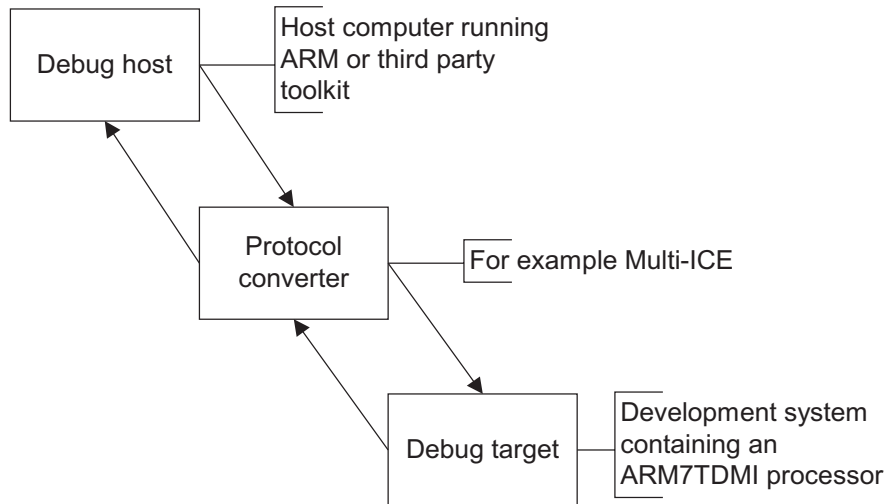 Debug host
Host computer running
ARM or third party
toolkit
Protocol
converter
For example Multi-ICE
Debug target
Development system
containing an
ARM7TDMI processor